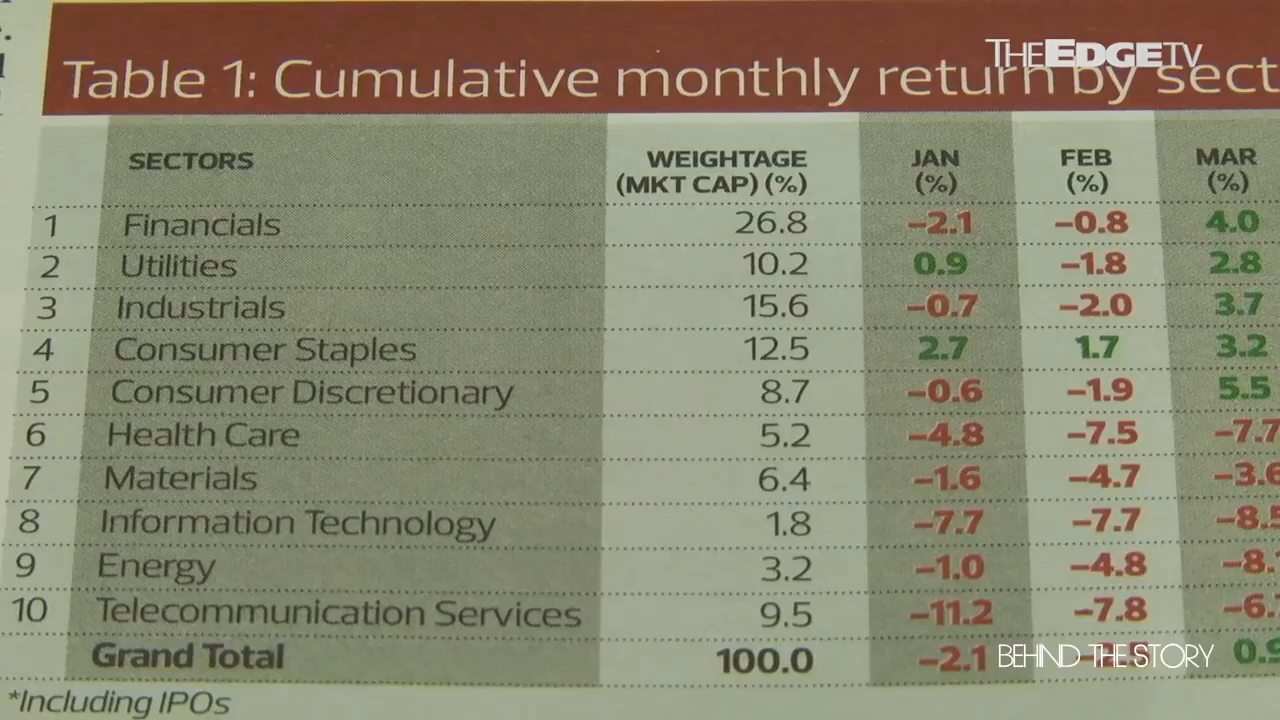 THEEDGETV
Table 1: Cumulative monthly return by sect
SECTORS WEIGHTAGE (MKT CAP) (%) JAN (%) FEB (%) MAR (%)
1 Financials 26.8 –2.1 –0.8 4.0
2 Utilities 10.2 0.9 –1.8 2.8
3 Industrials 15.6 –0.7 –2.0 3.7
4 Consumer Staples 12.5 2.7 1.7 3.2
5 Consumer Discretionary 8.7 –0.6 –1.9 5.5
6 Health Care 5.2 –4.8 –7.5 –7.7
7 Materials 6.4 –1.6 –4.7 –3.6
8 Information Technology 1.8 –7.7 –7.7 –8.5
9 Energy 3.2 –1.0 –4.8 –8.
10 Telecommunication Services 9.5 –11.2 –7.8 –6.
Grand Total 100.0 –2.1 0.9
BEHIND THE STORY
*Including IPOs